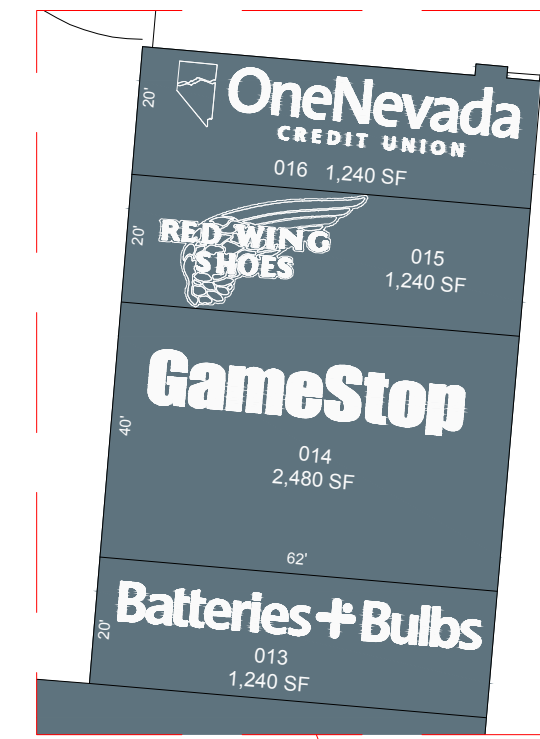 20'
OneNevada
CREDIT UNION
016 1,240 SF
20'
RED WING
SHOES
015
1,240 SF
GameStop
40'
014
2,480 SF
62'
Batteries+Bulbs
20'
013
1,240 SF